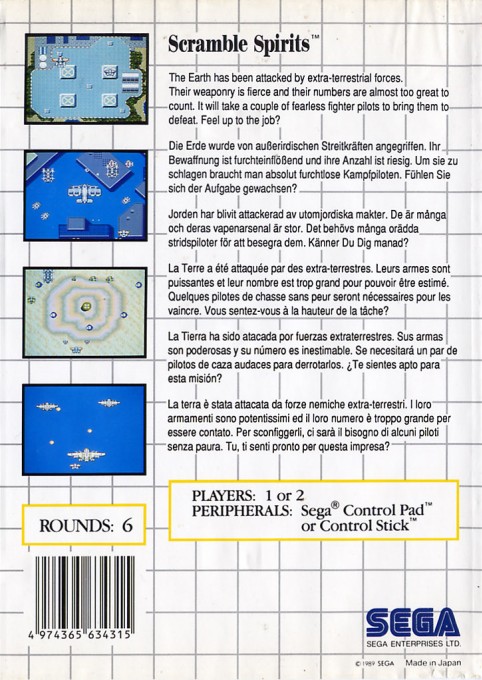 Scramble Spirits™
The Earth has been attacked by extra-terrestrial forces.
Their weaponry is fierce and their numbers are almost too great to
count. It will take a couple of fearless fighter pilots to bring them to
defeat. Feel up to the job?
Die Erde wurde von außerirdischen Streitkräften angegriffen. Ihr
Bewaffnung ist furchteinflößend und ihre Anzahl ist riesig. Um sie zu
schlagen braucht man absolut furchtlose Kampfpiloten. Fühlen Sie
sich der Aufgabe gewachsen?
Jorden har blivit attackerad av utomjordiska makter. De är många
och deras vapenarsenal är stor. Det behövs många orädda
stridspiloter för att besegra dem. Känner Du Dig manad?
La Terre a été attaquée par des extra-terrestres. Leurs armes sont
puissantes et leur nombre est trop grand pour pouvoir être estimé.
Quelques pilotes de chasse sans peur seront nécessaires pour les
vaincre. Vous sentez-vous à la hauteur de la tâche?
La Tierra ha sido atacada por fuerzas extraterrestres. Sus armas
son poderosas y su número es inestimable. Se necesitará un par de
pilotos de caza audaces para derrotarlos. ¿Te sientes apto para
esta misión?
La terra è stata attacata da forze nemiche extra-terrestri. I loro
armamenti sono potentissimi ed il loro numero è troppo grande per
essere contato. Per sconfiggerli, ci sarà il bisogno di alcuni piloti
senza paura. Tu, ti senti pronto per questa impresa?
PLAYERS: 1 or 2
PERIPHERALS: Sega® Control Pad™
or Control Stick™
ROUNDS: 6
4 974365 634315
SEGA
SEGA ENTERPRISES LTD.
© 1989 SEGA Made in Japan